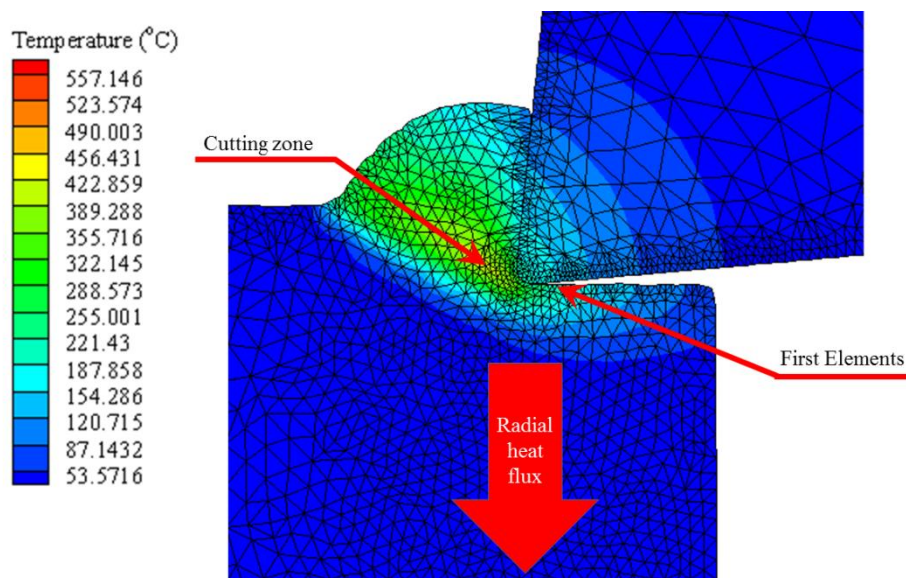 Temperature (°C)
557.146
523.574
490.003
456.431
422.859
389.288
355.716
322.145
288.573
255.001
221.43
187.858
154.286
120.715
87.1432
53.5716
Cutting zone
First Elements
Radial
heat
flux